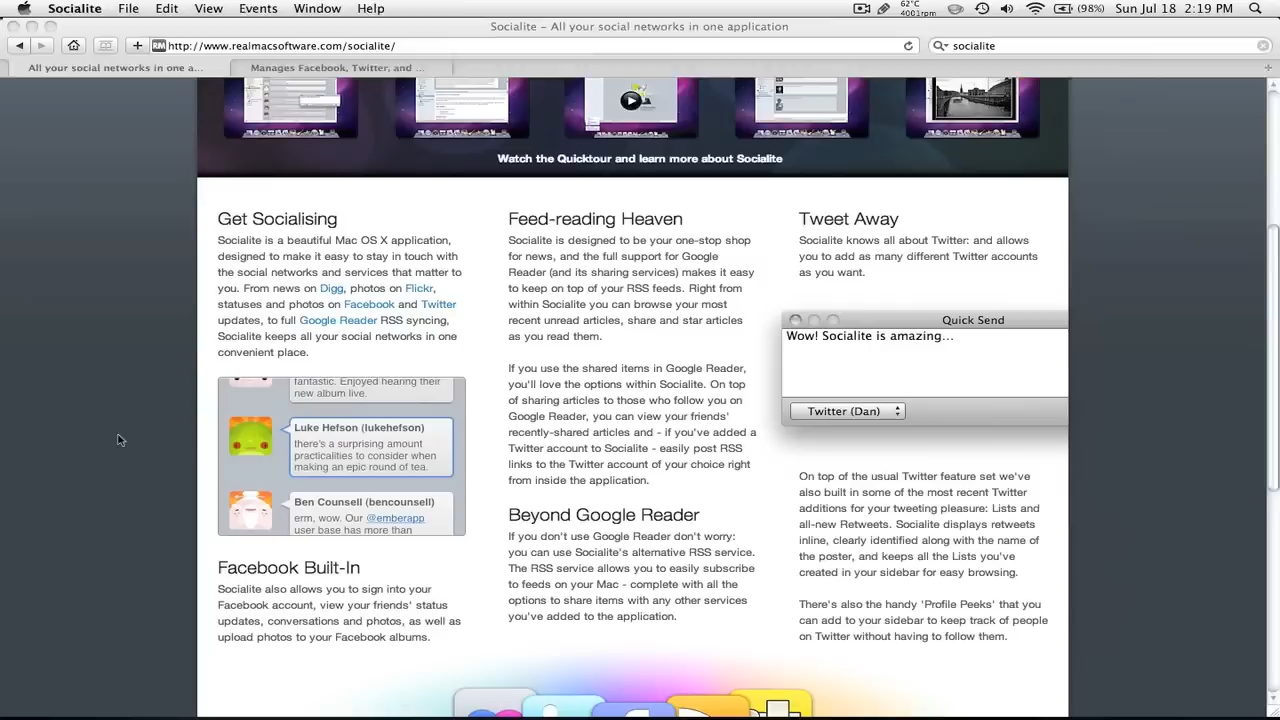 Socialite File Edit View Events Window Help 62°C 4001rpm (98%) Sun Jul 18 2:19 PM
Socialite – All your social networks in one application
RM http://www.realmacsoftware.com/socialite/ socialite
All your social networks in one a... Manages Facebook, Twitter, and ...
Watch the Quicktour and learn more about Socialite
Get Socialising
Socialite is a beautiful Mac OS X application,
designed to make it easy to stay in touch with
the social networks and services that matter to
you. From news on Digg, photos on Flickr,
statuses and photos on Facebook and Twitter
updates, to full Google Reader RSS syncing,
Socialite keeps all your social networks in one
convenient place.
fantastic. Enjoyed hearing their
new album live.
Luke Hefson (lukehefson)
there's a surprising amount
practicalities to consider when
making an epic round of tea.
Ben Counsell (bencounsell)
erm, wow. Our @emberapp
user base has more than
Facebook Built-In
Socialite also allows you to sign into your
Facebook account, view your friends' status
updates, conversations and photos, as well as
upload photos to your Facebook albums.
Feed-reading Heaven
Socialite is designed to be your one-stop shop
for news, and the full support for Google
Reader (and its sharing services) makes it easy
to keep on top of your RSS feeds. Right from
within Socialite you can browse your most
recent unread articles, share and star articles
as you read them.
If you use the shared items in Google Reader,
you'll love the options within Socialite. On top
of sharing articles to those who follow you on
Google Reader, you can view your friends'
recently-shared articles and - if you've added a
Twitter account to Socialite - easily post RSS
links to the Twitter account of your choice right
from inside the application.
Beyond Google Reader
If you don't use Google Reader don't worry:
you can use Socialite's alternative RSS service.
The RSS service allows you to easily subscribe
to feeds on your Mac - complete with all the
options to share items with any other services
you've added to the application.
Tweet Away
Socialite knows all about Twitter: and allows
you to add as many different Twitter accounts
as you want.
Quick Send
Wow! Socialite is amazing...
Twitter (Dan)
On top of the usual Twitter feature set we've
also built in some of the most recent Twitter
additions for your tweeting pleasure: Lists and
all-new Retweets. Socialite displays retweets
inline, clearly identified along with the name of
the poster, and keeps all the Lists you've
created in your sidebar for easy browsing.
There's also the handy 'Profile Peeks' that you
can add to your sidebar to keep track of people
on Twitter without having to follow them.